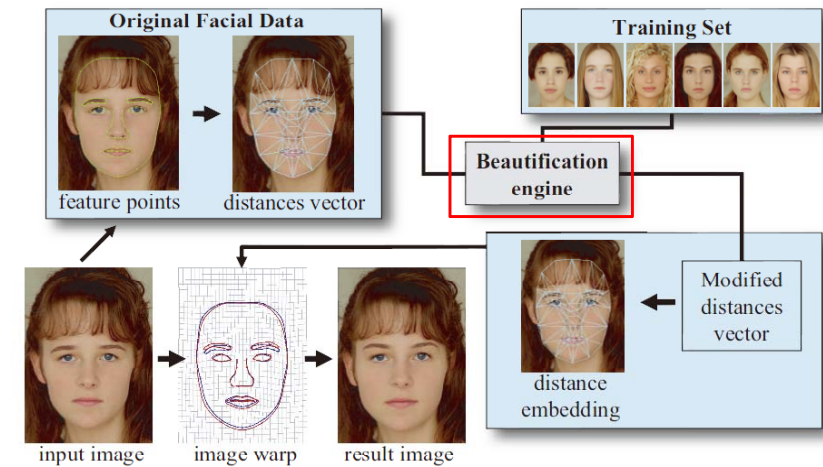 Original Facial Data
Training Set
feature points
distances vector
Beautification
engine
Modified
distances
vector
distance
embedding
input image
image warp
result image